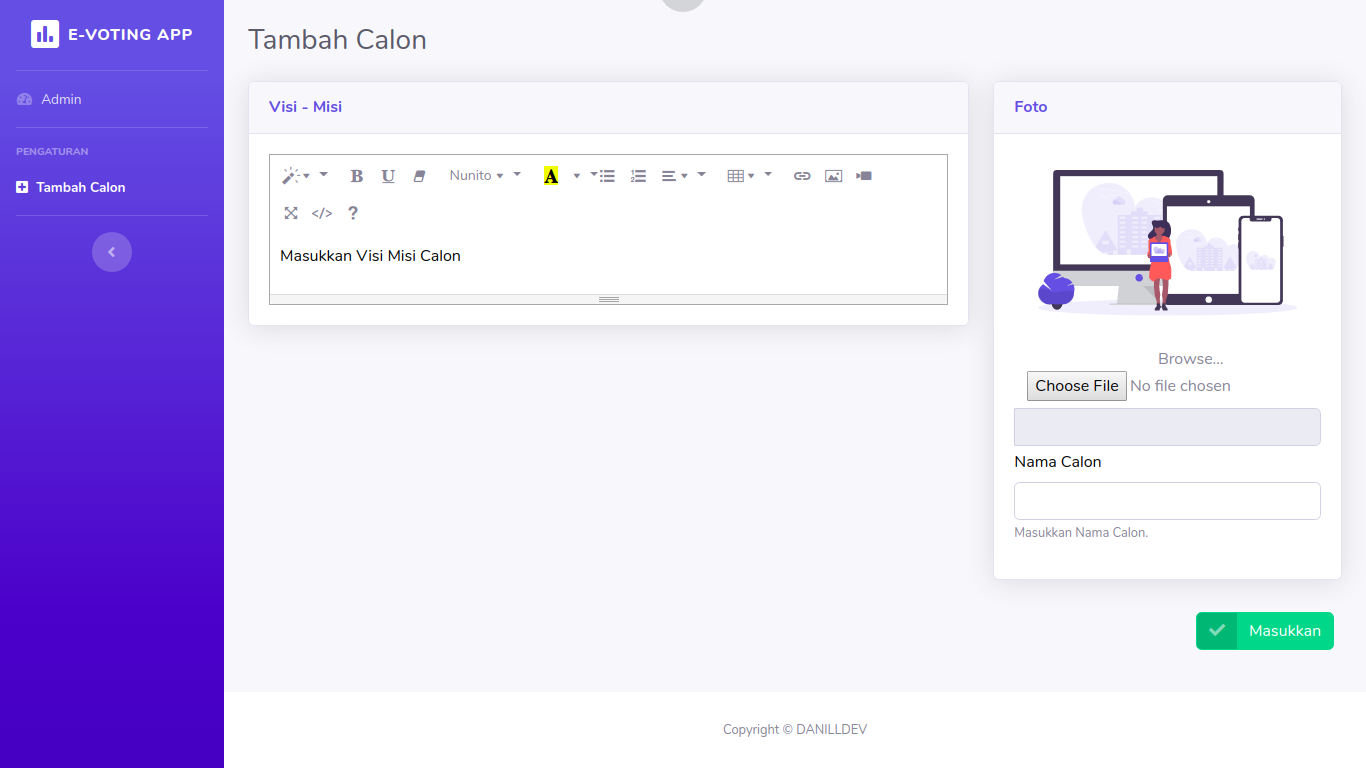 E-VOTING APP
Admin
PENGATURAN
Tambah Calon
Tambah Calon
Visi - Misi
B U Nunito A
</> ?
Masukkan Visi Misi Calon
Foto
Browse...
Choose File No file chosen
Nama Calon
Masukkan Nama Calon.
Masukkan
Copyright © DANILLDEV